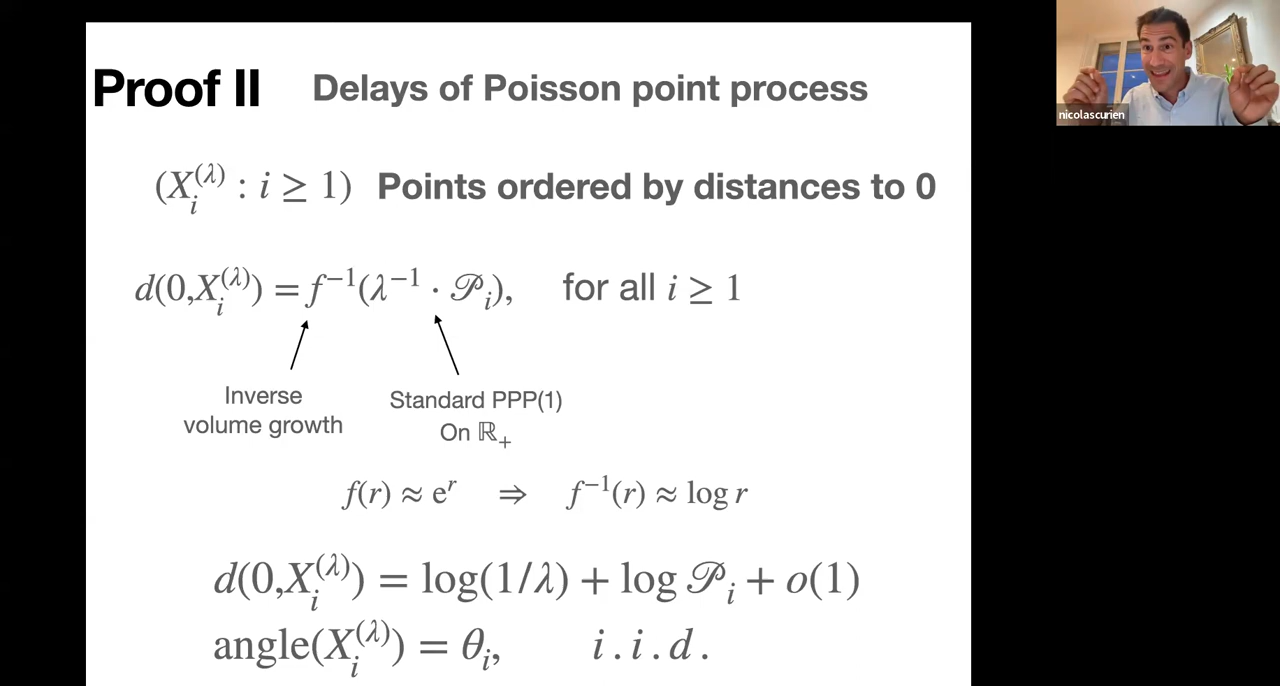 Proof II Delays of Poisson point process
nicolascurien
(X_i^{(λ)} : i ≥ 1) Points ordered by distances to 0
d(0,X_i^{(λ)}) = f^{-1}(λ^{-1} · 𝒫_i), for all i ≥ 1
Inverse
volume growth
Standard PPP(1)
On ℝ_+
f(r) ≈ e^r ⇒ f^{-1}(r) ≈ log r
d(0,X_i^{(λ)}) = log(1/λ) + log 𝒫_i + o(1)
angle(X_i^{(λ)}) = θ_i, i.i.d.